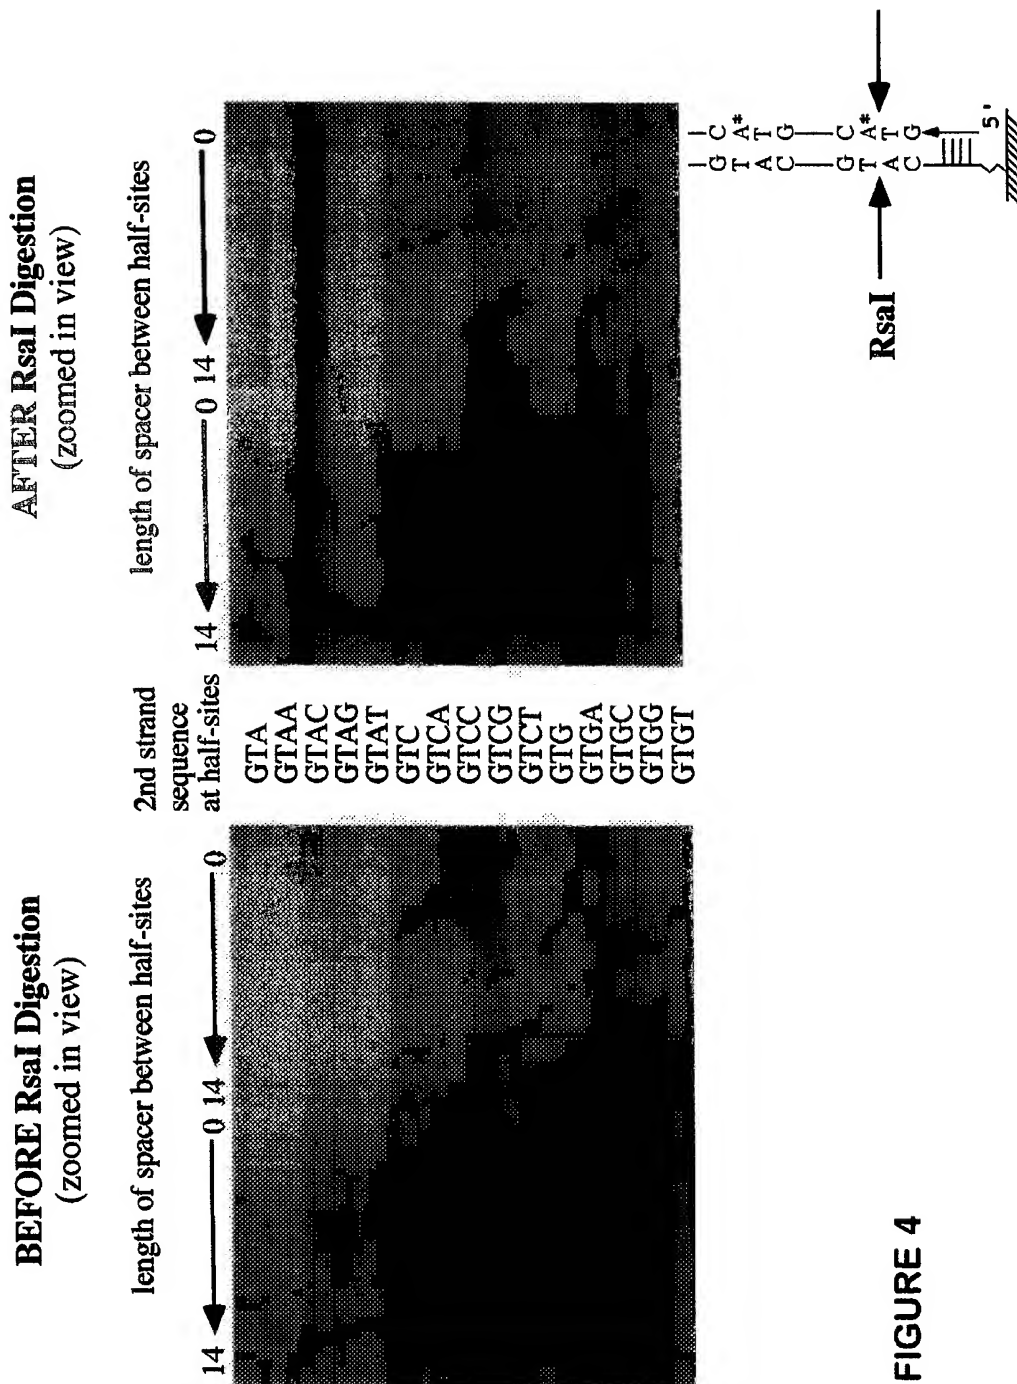 BEFORE RsaI Digestion
(zoomed in view)
length of spacer between half-sites
14 0 14 0
2nd strand
sequence
at half-sites
GTA
GTAA
GTAC
GTAG
GTAT
GTC
GTCA
GTCC
GTCG
GTCT
GTG
GTGA
GTGC
GTGG
GTGT
AFTER RsaI Digestion
(zoomed in view)
length of spacer between half-sites
14 0 14 0
RsaI
G T A C G T A C
C A* T G C A* T G
5'
FIGURE 4